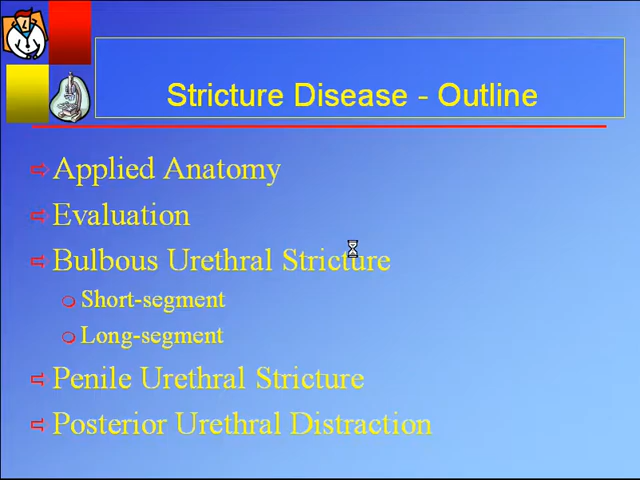 Stricture Disease - Outline
Applied Anatomy
Evaluation
Bulbous Urethral Stricture
Short-segment
Long-segment
Penile Urethral Stricture
Posterior Urethral Distraction